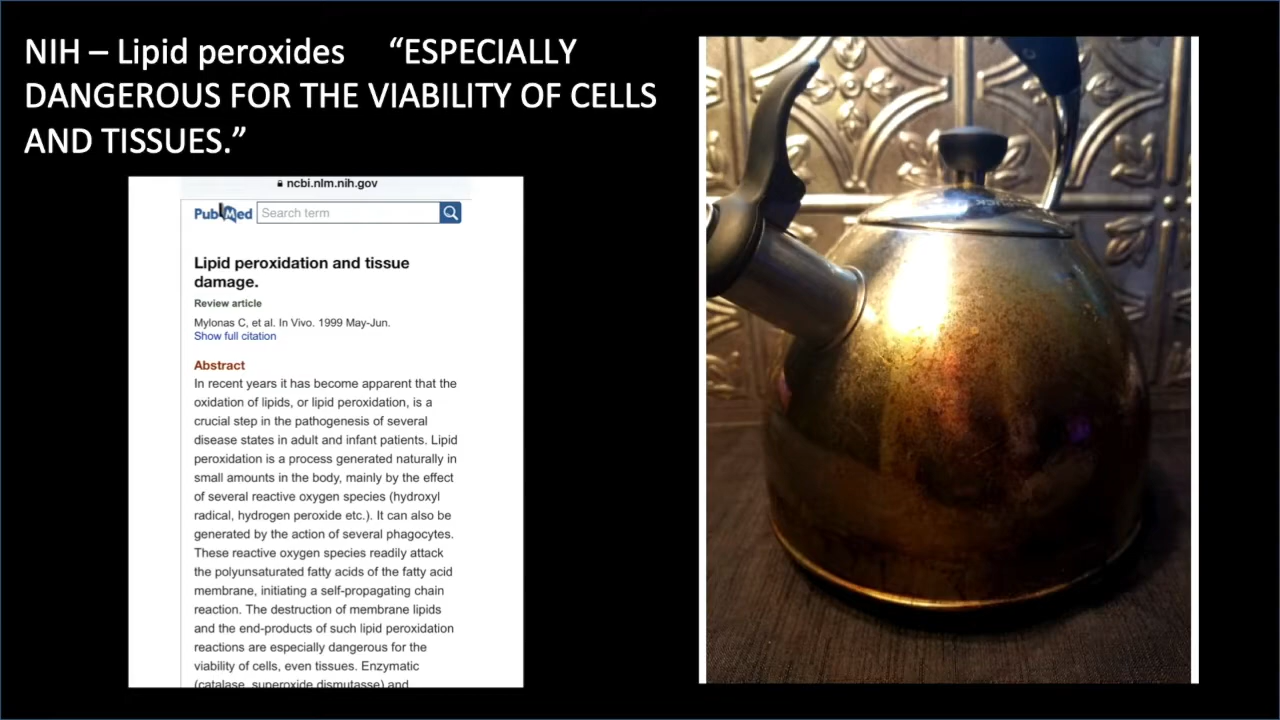 NIH – Lipid peroxides “ESPECIALLY
DANGEROUS FOR THE VIABILITY OF CELLS
AND TISSUES.”
ncbi.nlm.nih.gov
PubMed Search term
Lipid peroxidation and tissue
damage.
Review article
Mylonas C, et al. In Vivo. 1999 May-Jun.
Show full citation
Abstract
In recent years it has become apparent that the
oxidation of lipids, or lipid peroxidation, is a
crucial step in the pathogenesis of several
disease states in adult and infant patients. Lipid
peroxidation is a process generated naturally in
small amounts in the body, mainly by the effect
of several reactive oxygen species (hydroxyl
radical, hydrogen peroxide etc.). It can also be
generated by the action of several phagocytes.
These reactive oxygen species readily attack
the polyunsaturated fatty acids of the fatty acid
membrane, initiating a self-propagating chain
reaction. The destruction of membrane lipids
and the end-products of such lipid peroxidation
reactions are especially dangerous for the
viability of cells, even tissues. Enzymatic
(catalase, superoxide dismutasse) and